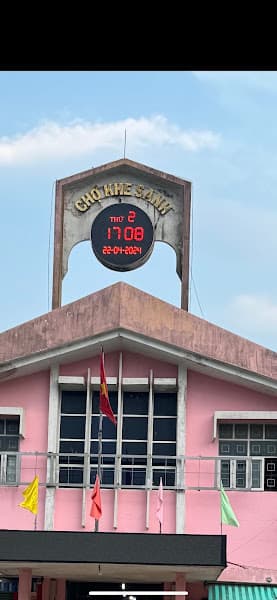 CHỢ KHE SANH
THỨ 2
17 08
22-04-2024